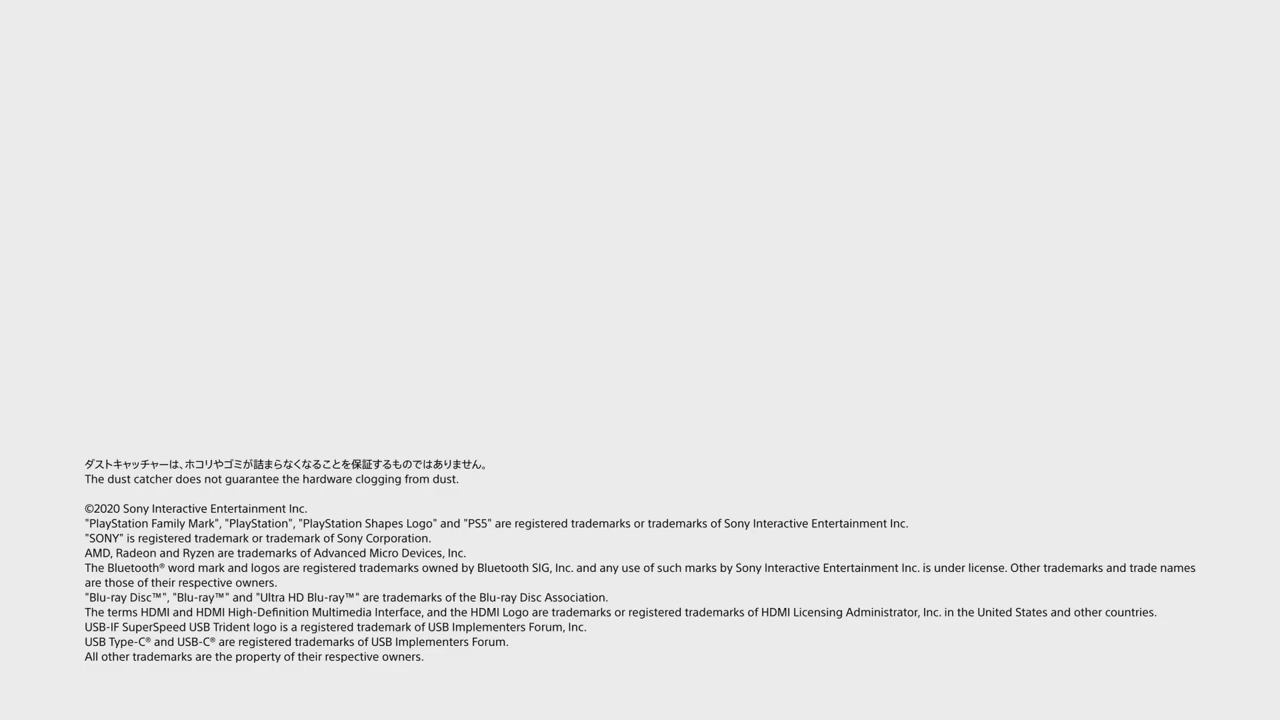 ダストキャッチャーは、ホコリやゴミが詰まらなくなることを保証するものではありません。
The dust catcher does not guarantee the hardware clogging from dust.
©2020 Sony Interactive Entertainment Inc.
"PlayStation Family Mark", "PlayStation", "PlayStation Shapes Logo" and "PS5" are registered trademarks or trademarks of Sony Interactive Entertainment Inc.
"SONY" is registered trademark or trademark of Sony Corporation.
AMD, Radeon and Ryzen are trademarks of Advanced Micro Devices, Inc.
The Bluetooth® word mark and logos are registered trademarks owned by Bluetooth SIG, Inc. and any use of such marks by Sony Interactive Entertainment Inc. is under license. Other trademarks and trade names
are those of their respective owners.
"Blu-ray Disc™", "Blu-ray™" and "Ultra HD Blu-ray™" are trademarks of the Blu-ray Disc Association.
The terms HDMI and HDMI High-Definition Multimedia Interface, and the HDMI Logo are trademarks or registered trademarks of HDMI Licensing Administrator, Inc. in the United States and other countries.
USB-IF SuperSpeed USB Trident logo is a registered trademark of USB Implementers Forum, Inc.
USB Type-C® and USB-C® are registered trademarks of USB Implementers Forum.
All other trademarks are the property of their respective owners.